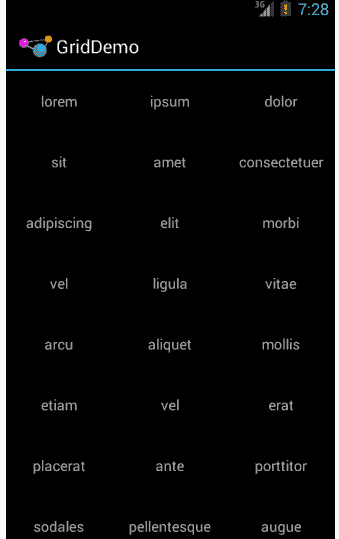 3G 7:28
GridDemo
lorem ipsum dolor
sit amet consectetuer
adipiscing elit morbi
vel ligula vitae
arcu aliquet mollis
etiam vel erat
placerat ante porttitor
sodales pellentesque augue